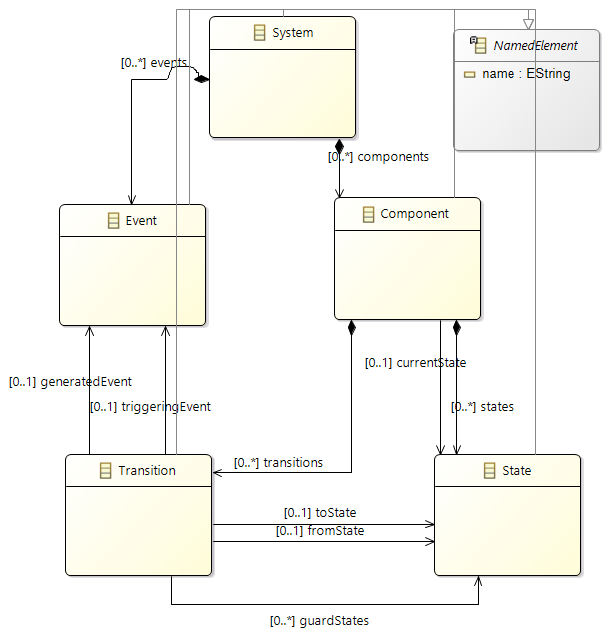 System
NamedElement
name : EString
[0..*] events
[0..*] components
Event
Component
[0..1] currentState
[0..1] generatedEvent
[0..1] triggeringEvent
[0..*] states
Transition
[0..*] transitions
State
[0..1] toState
[0..1] fromState
[0..*] guardStates